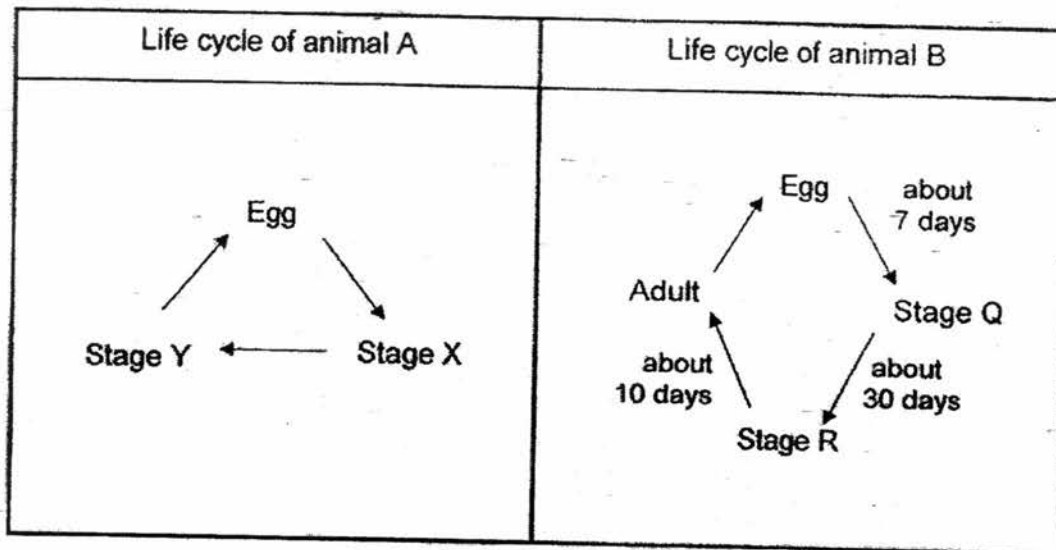 Life cycle of animal A
Life cycle of animal B
Egg
Stage Y
Stage X
Egg
about
7 days
Adult
Stage Q
about
10 days
about
30 days
Stage R